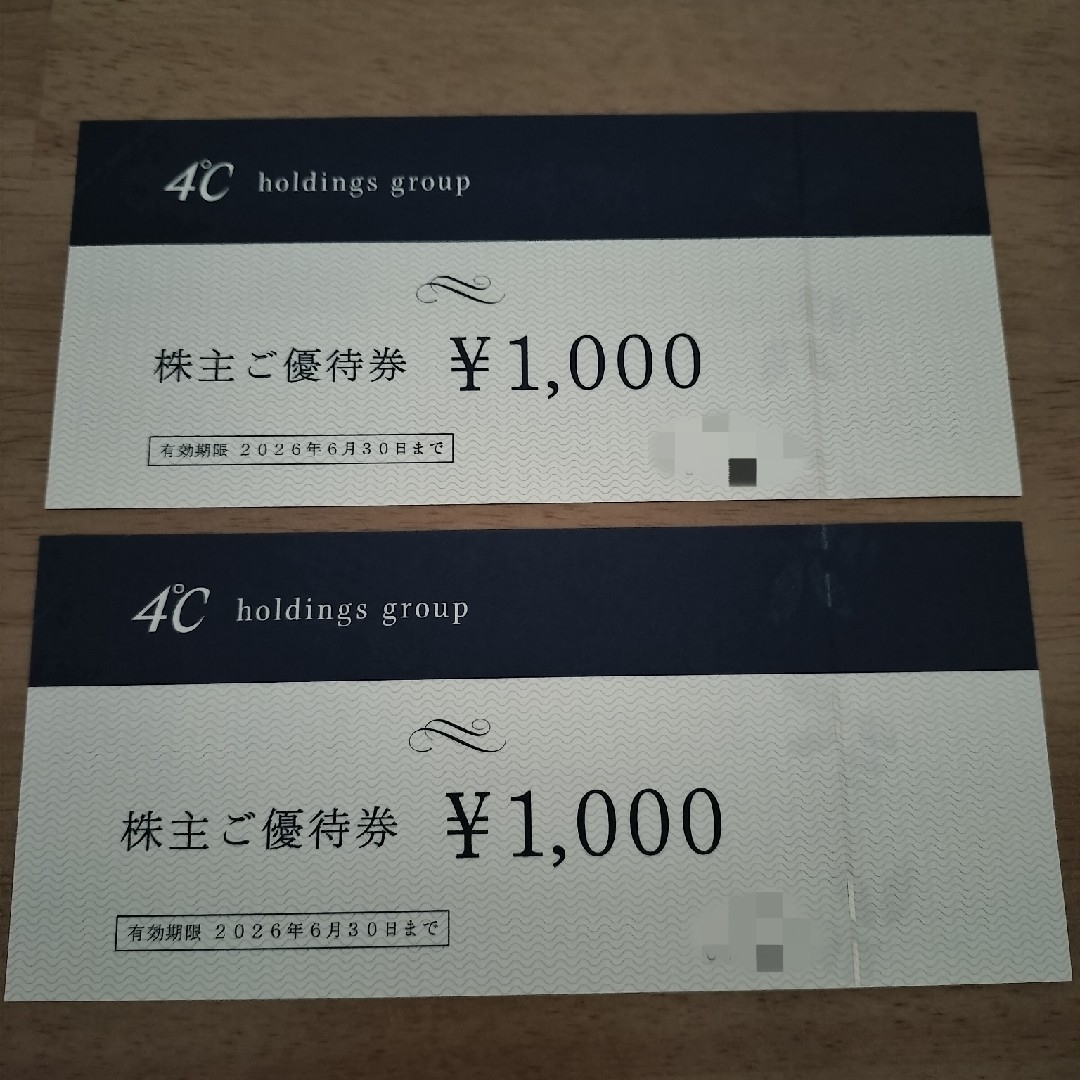 4℃ holdings group
株主ご優待券 ¥1,000
有効期限 2026年6月30日まで
4℃ holdings group
株主ご優待券 ¥1,000
有効期限 2026年6月30日まで